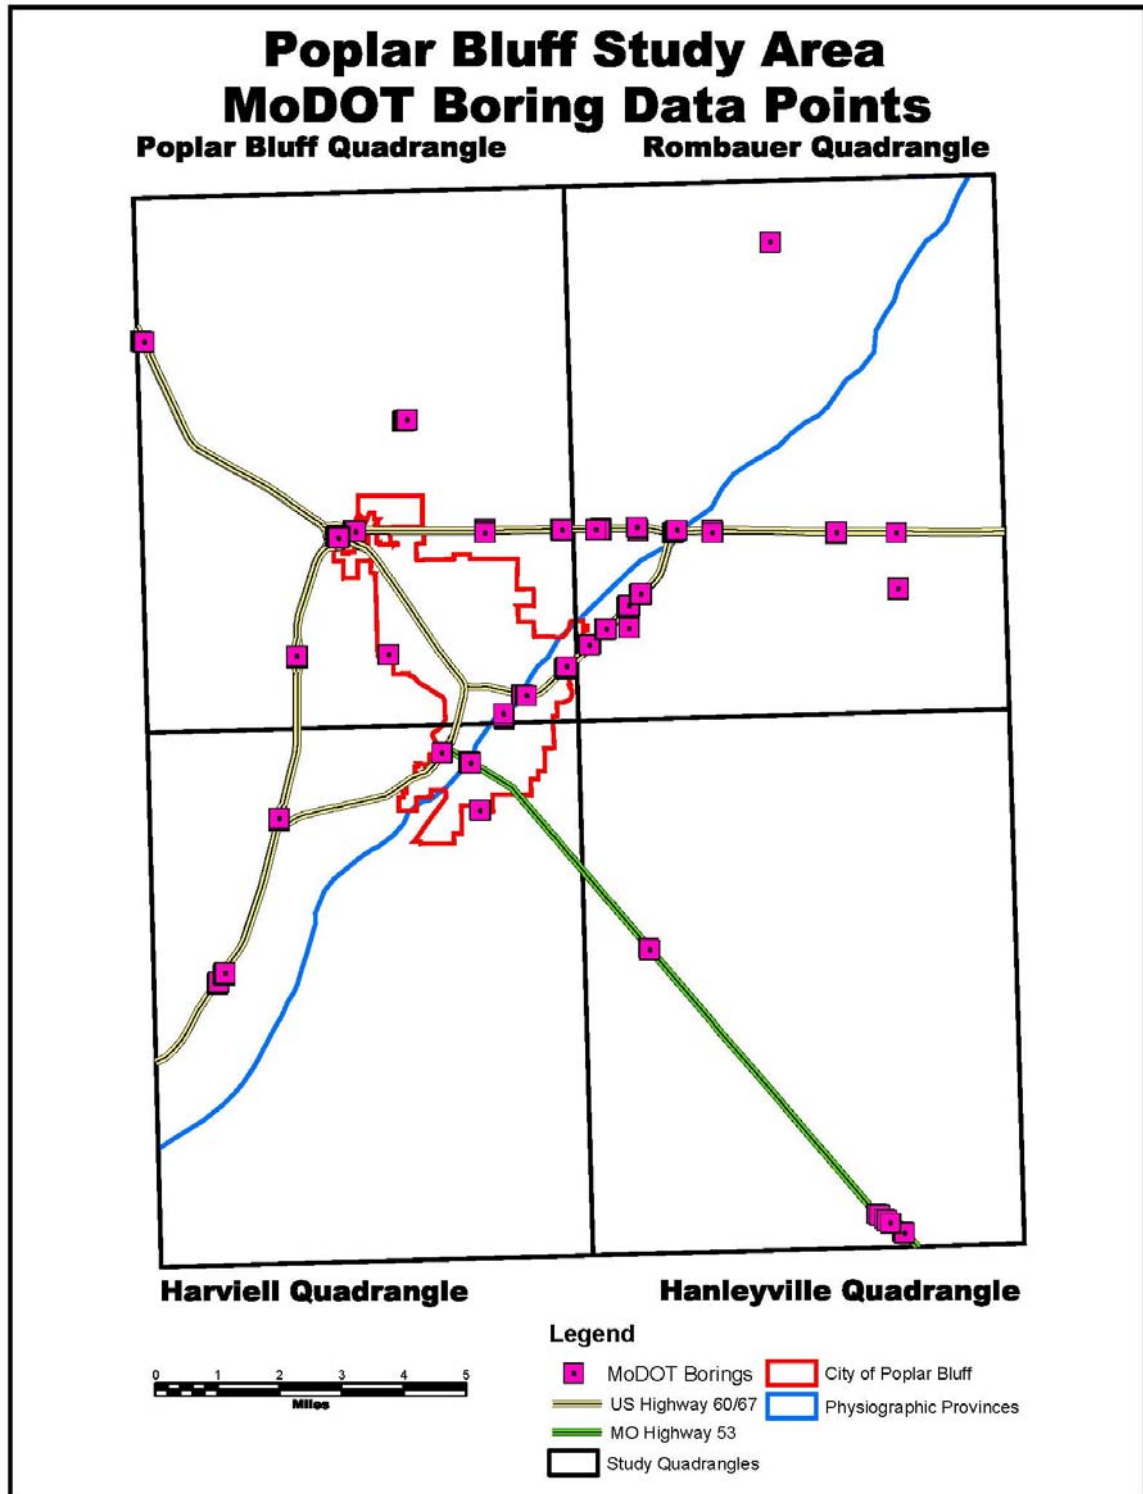 Poplar Bluff Study Area
MoDOT Boring Data Points
Poplar Bluff Quadrangle
Rombauer Quadrangle
Harviell Quadrangle
Hanleyville Quadrangle
Legend
MoDOT Borings
City of Poplar Bluff
US Highway 60/67
Physiographic Provinces
MO Highway 53
Study Quadrangles
0 1 2 3 4 5
Miles